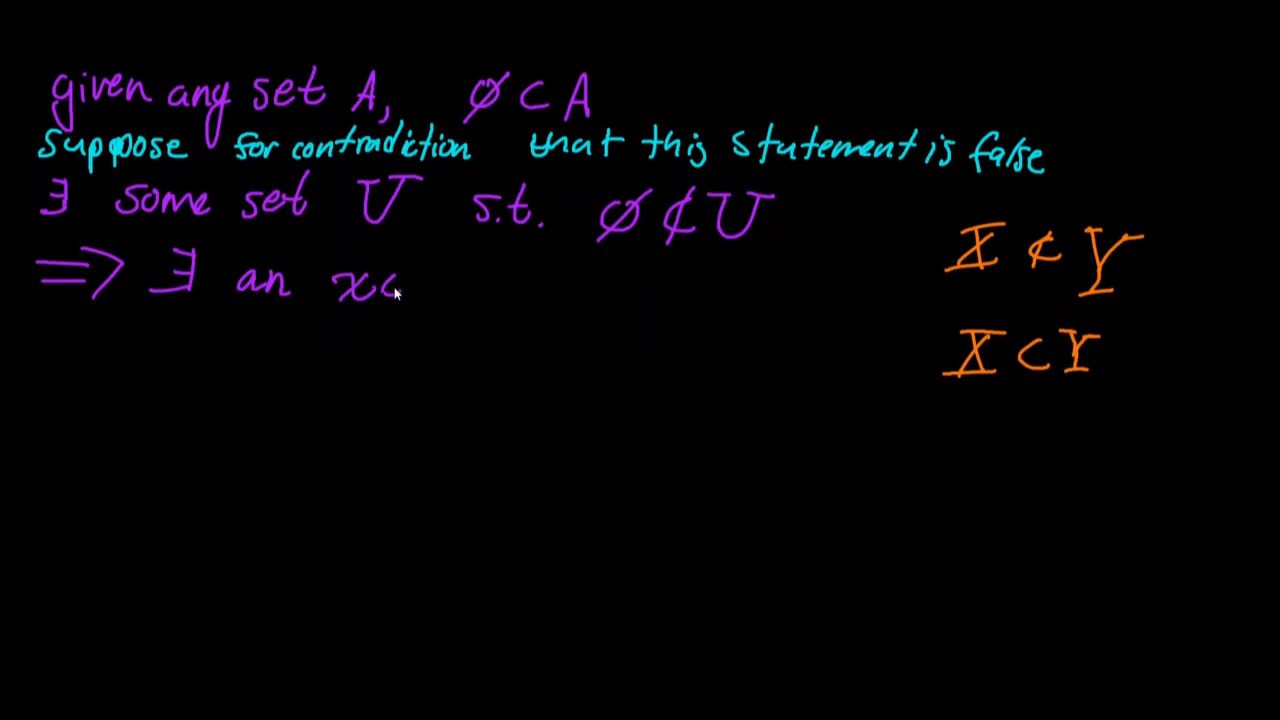 given any set A, ∅ ⊂ A
suppose for contradiction that this statement is false
∃ some set U s.t. ∅ ⊄ U
⇒ ∃ an x
X ⊄ Y
X ⊂ Y